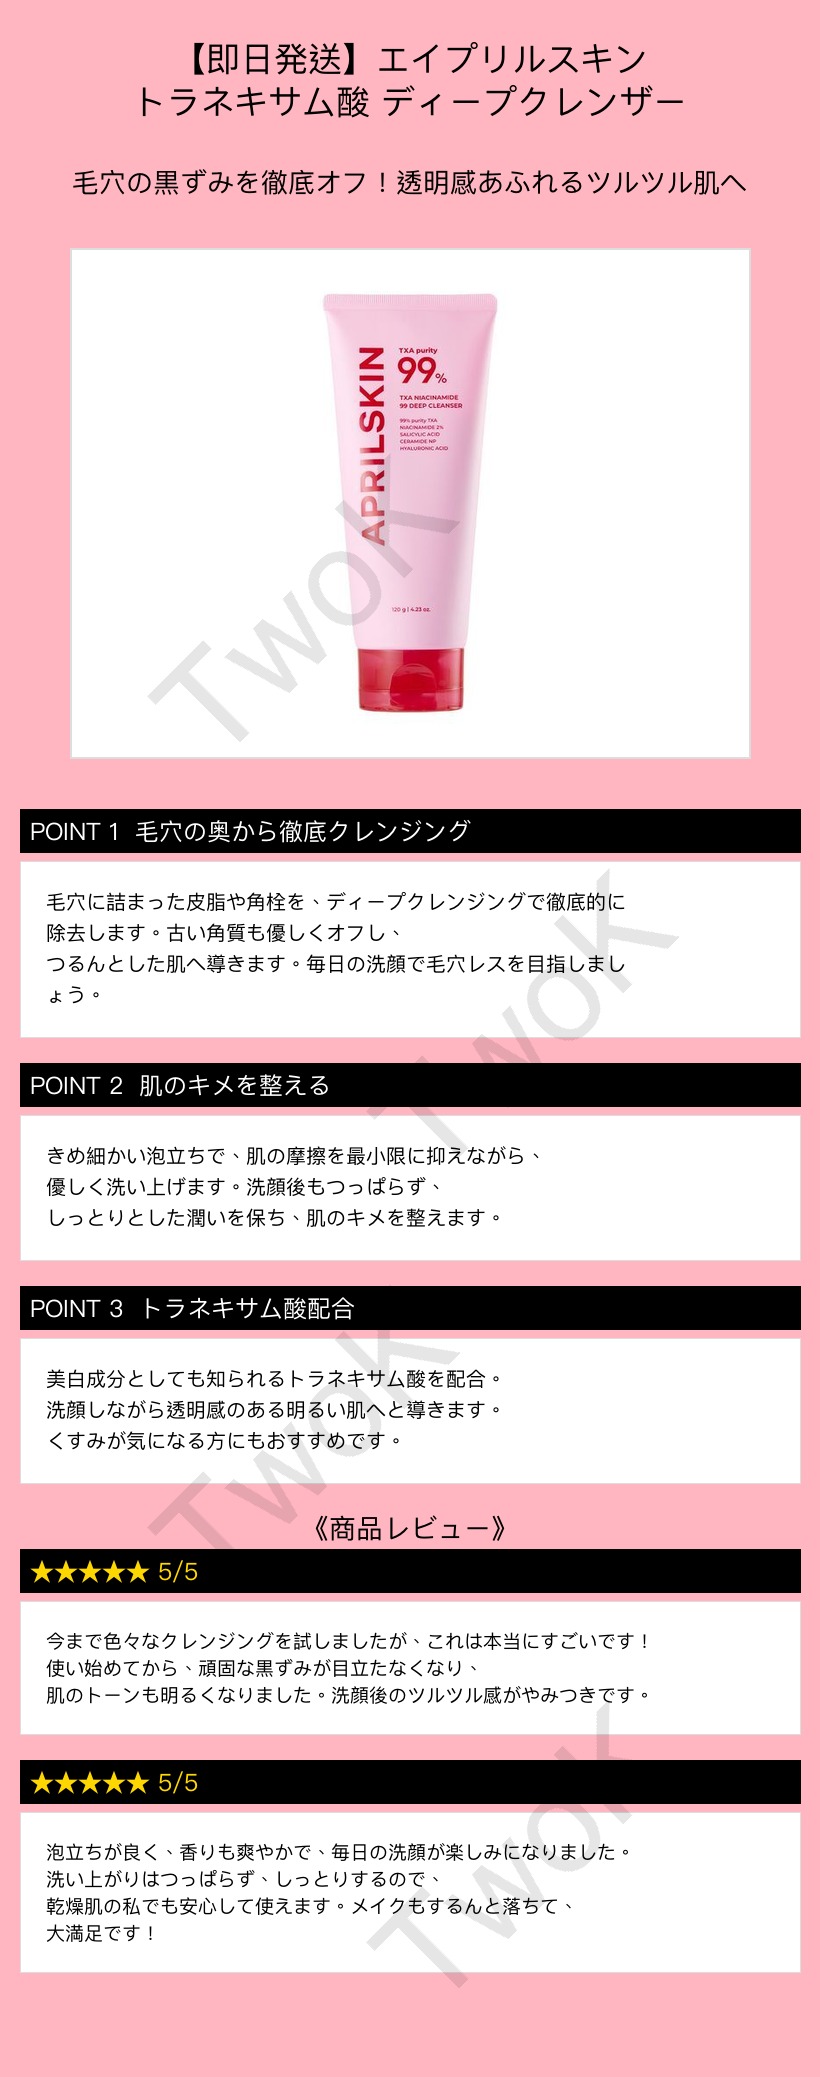 【即日発送】エイプリルスキン
トラネキサム酸 ディープクレンザー
毛穴の黒ずみを徹底オフ！透明感あふれるツルツル肌へ
APRILSKIN
TXA purity
99%
TXA NIACINAMIDE
99 DEEP CLEANSER
99% purity TXA
NIACINAMIDE 2%
SALICYLIC ACID
CERAMIDE NP
HYALURONIC ACID
120 g | 4.23 oz.
TwoK
POINT 1 毛穴の奥から徹底クレンジング
毛穴に詰まった皮脂や角栓を、ディープクレンジングで徹底的に
除去します。古い角質も優しくオフし、
つるんとした肌へ導きます。毎日の洗顔で毛穴レスを目指しまし
ょう。
TwoK
POINT 2 肌のキメを整える
きめ細かい泡立ちで、肌の摩擦を最小限に抑えながら、
優しく洗い上げます。洗顔後もつっぱらず、
しっとりとした潤いを保ち、肌のキメを整えます。
POINT 3 トラネキサム酸配合
美白成分としても知られるトラネキサム酸を配合。
洗顔しながら透明感のある明るい肌へと導きます。
くすみが気になる方にもおすすめです。
TwoK
《商品レビュー》
★★★★★ 5/5
今まで色々なクレンジングを試しましたが、これは本当にすごいです！
使い始めてから、頑固な黒ずみが目立たなくなり、
肌のトーンも明るくなりました。洗顔後のツルツル感がやみつきです。
★★★★★ 5/5
泡立ちが良く、香りも爽やかで、毎日の洗顔が楽しみになりました。
洗い上がりはつっぱらず、しっとりするので、
乾燥肌の私でも安心して使えます。メイクもするんと落ちて、
大満足です！
TwoK